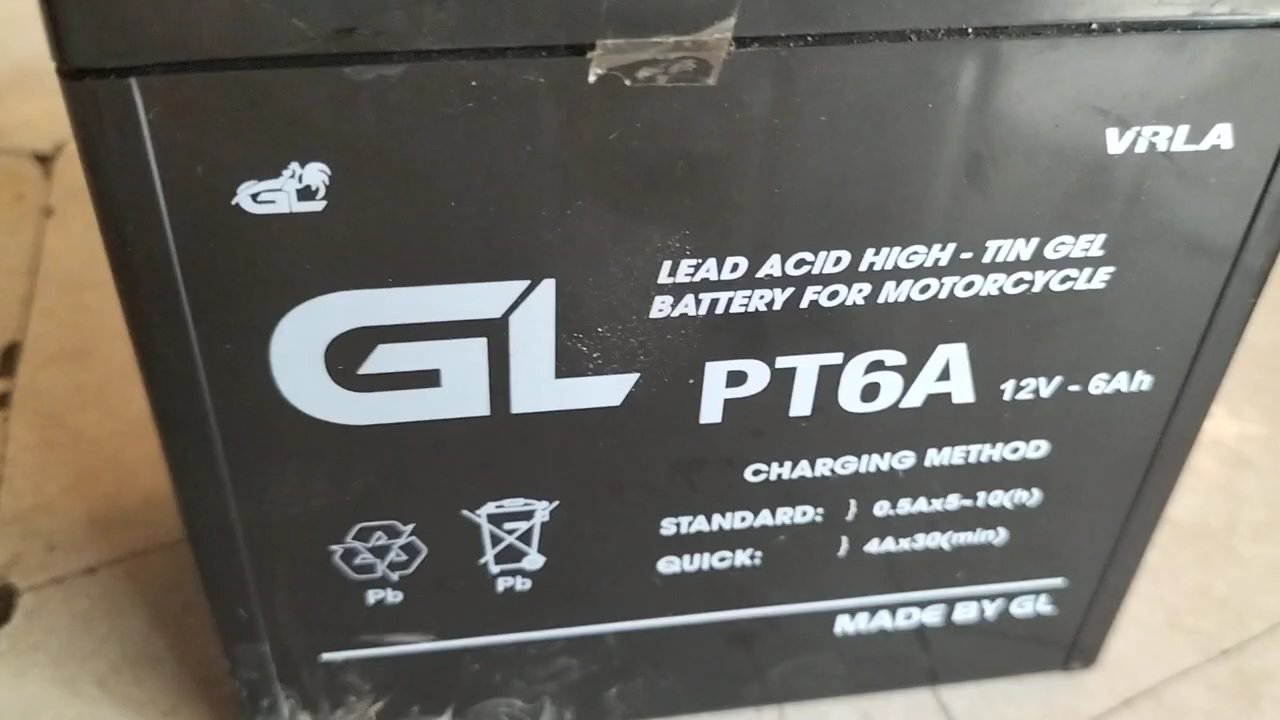 VRLA
GL
LEAD ACID HIGH - TIN GEL
BATTERY FOR MOTORCYCLE
GL
PT6A 12V - 6Ah
CHARGING METHOD
STANDARD: } 0.5Ax5~10(h)
QUICK: } 4Ax30(min)
Pb
Pb
MADE BY GL